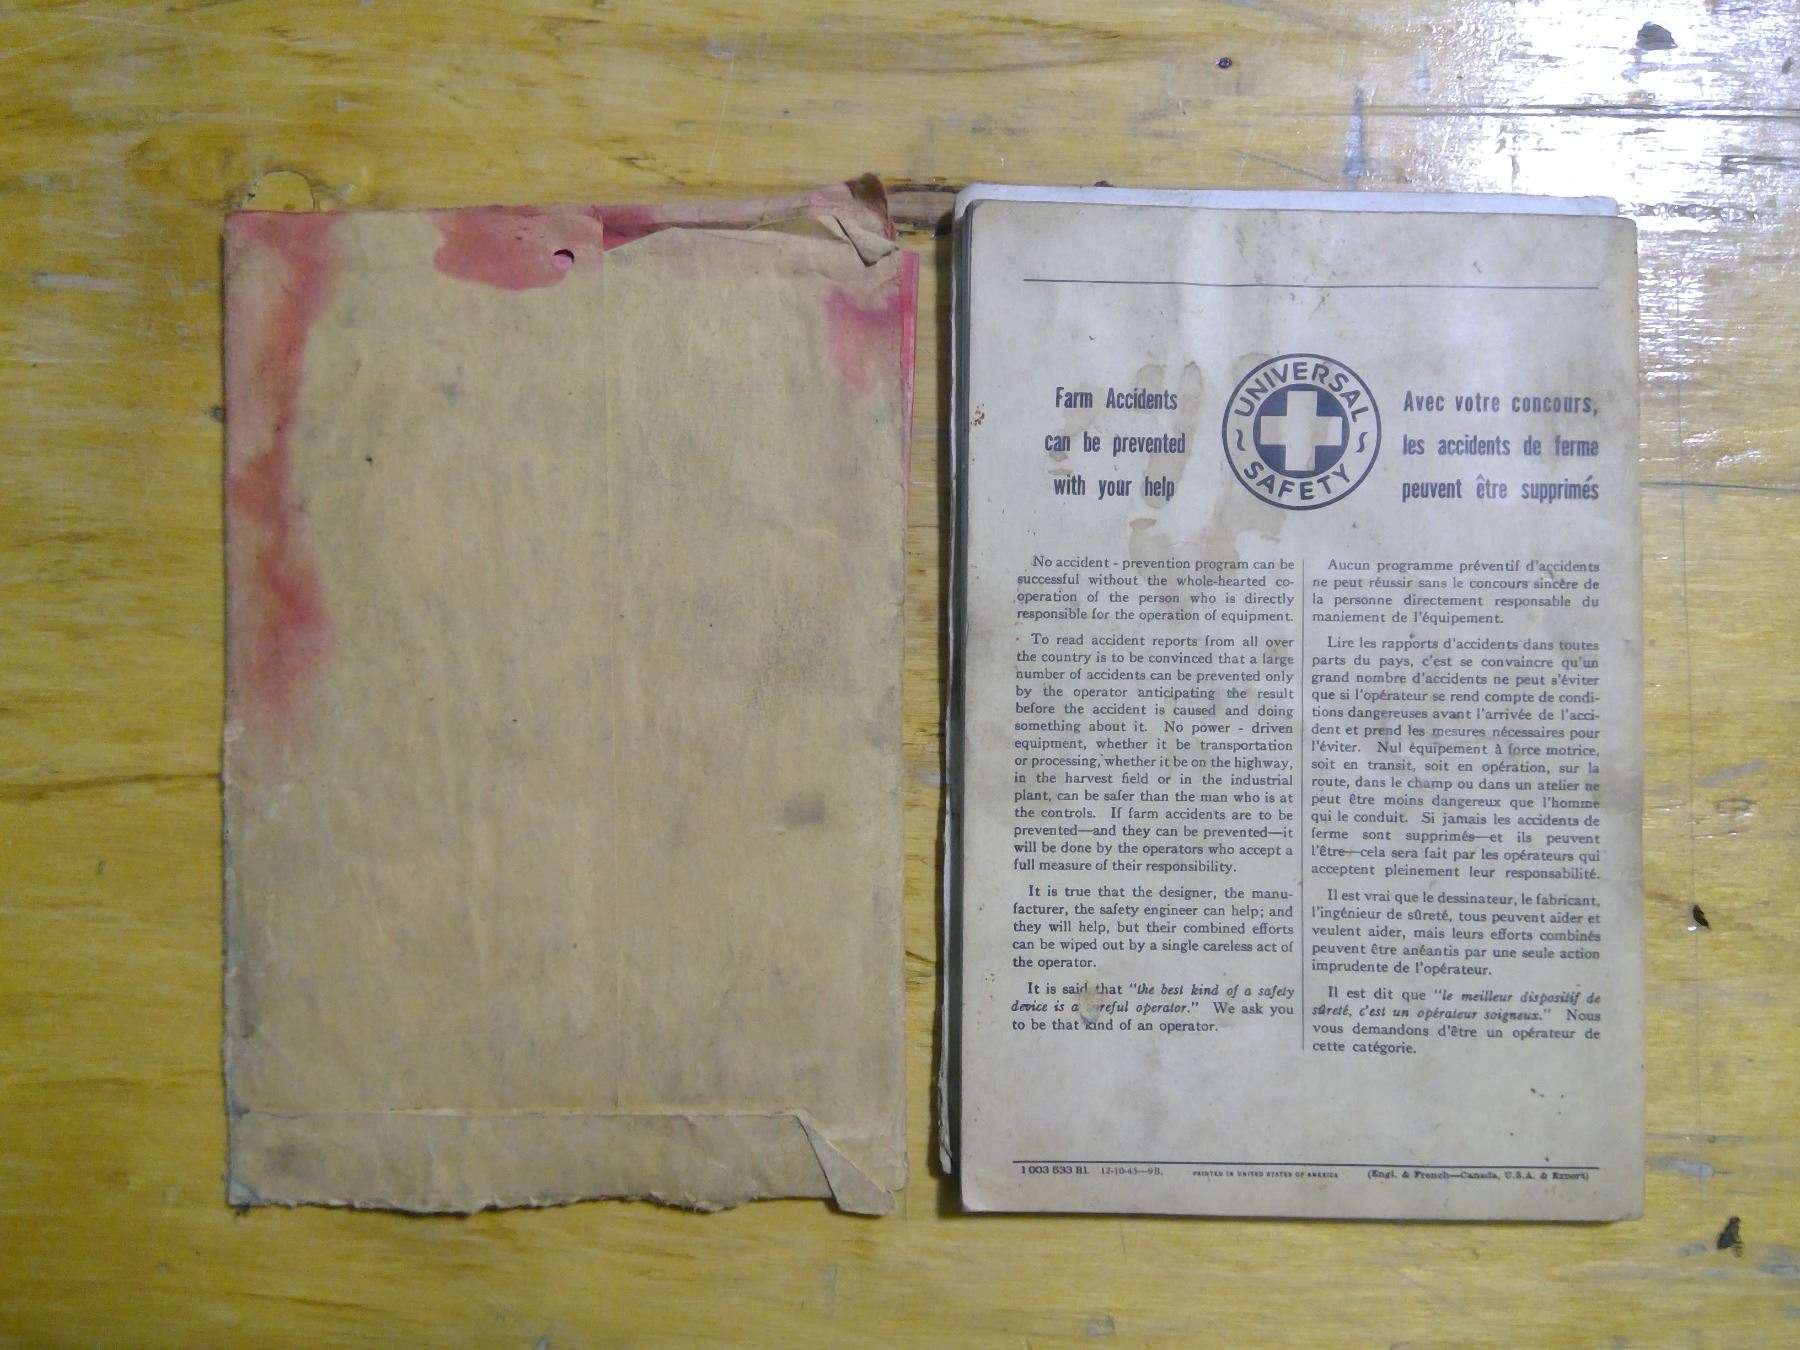 Farm Accidents
can be prevented
with your help
UNIVERSAL
SAFETY
Avec votre concours,
les accidents de ferme
peuvent être supprimés
No accident - prevention program can be
successful without the whole-hearted co-
operation of the person who is directly
responsible for the operation of equipment.
To read accident reports from all over
the country is to be convinced that a large
number of accidents can be prevented only
by the operator anticipating the result
before the accident is caused and doing
something about it. No power - driven
equipment, whether it be transportation
or processing, whether it be on the highway,
in the harvest field or in the industrial
plant, can be safer than the man who is at
the controls. If farm accidents are to be
prevented—and they can be prevented—it
will be done by the operators who accept a
full measure of their responsibility.
It is true that the designer, the manu-
facturer, the safety engineer can help; and
they will help, but their combined efforts
can be wiped out by a single careless act of
the operator.
It is said that "the best kind of a safety
device is a careful operator." We ask you
to be that kind of an operator.
Aucun programme préventif d'accidents
ne peut réussir sans le concours sincère de
la personne directement responsable du
maniement de l'équipement.
Lire les rapports d'accidents dans toutes
parts du pays, c'est se convaincre qu'un
grand nombre d'accidents ne peut s'éviter
que si l'opérateur se rend compte de condi-
tions dangereuses avant l'arrivée de l'acci-
dent et prend les mesures nécessaires pour
l'éviter. Nul équipement à force motrice,
soit en transit, soit en opération, sur la
route, dans le champ ou dans un atelier ne
peut être moins dangereux que l'homme
qui le conduit. Si jamais les accidents de
ferme sont supprimés—et ils peuvent
l'être—cela sera fait par les opérateurs qui
acceptent pleinement leur responsabilité.
Il est vrai que le dessinateur, le fabricant,
l'ingénieur de sûreté, tous peuvent aider et
veulent aider, mais leurs efforts combinés
peuvent être anéantis par une seule action
imprudente de l'opérateur.
Il est dit que "le meilleur dispositif de
sûreté, c'est un opérateur soigneux." Nous
vous demandons d'être un opérateur de
cette catégorie.
1 003 633 R1. 12-10-45—9B. PRINTED IN UNITED STATES OF AMERICA (Engl. & French—Canada, U.S.A. & Export)